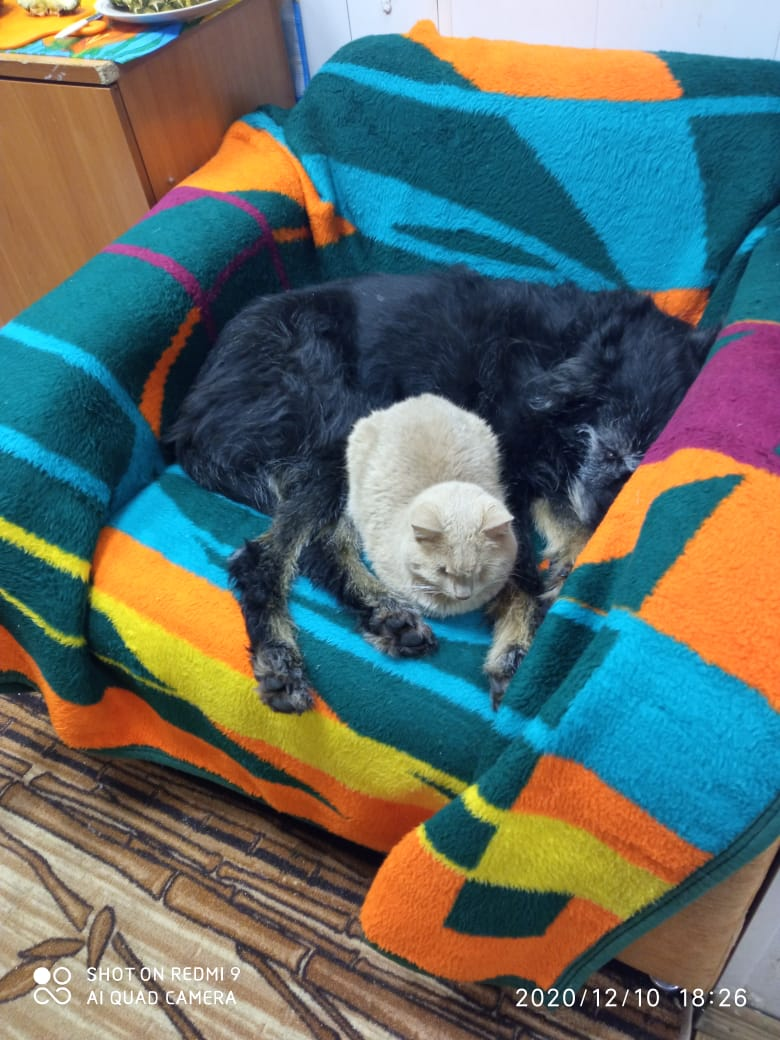 SHOT ON REDMI 9
AI QUAD CAMERA
2020/12/10 18:26